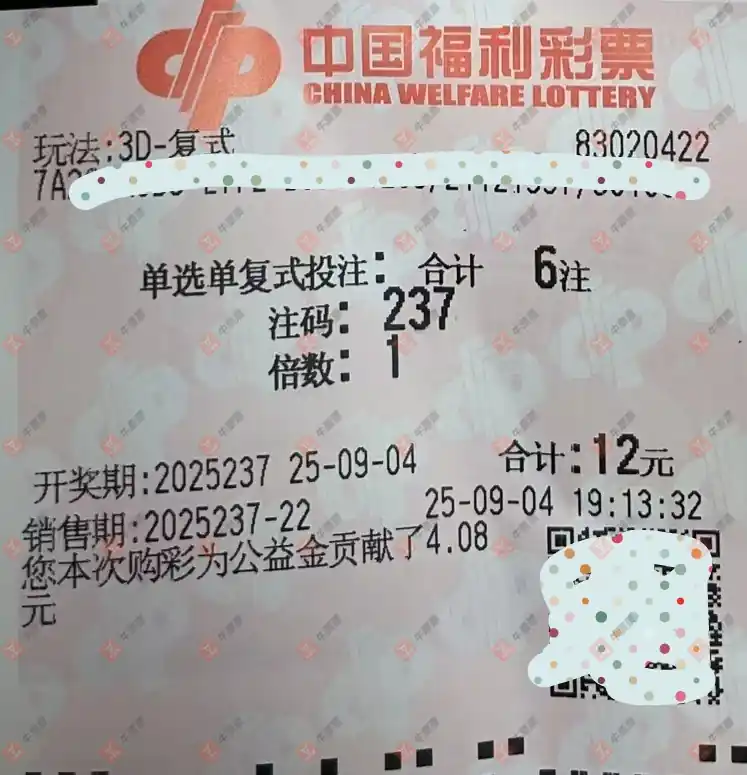 中国福利彩票
CHINA WELFARE LOTTERY
玩法:3D-复式 83020422
7A
单选单复式投注: 合计 6注
注码: 237
倍数: 1
合计:12元
开奖期:2025237 25-09-04
销售期:2025237-22 25-09-04 19:13:32
您本次购彩为公益金贡献了4.08
元